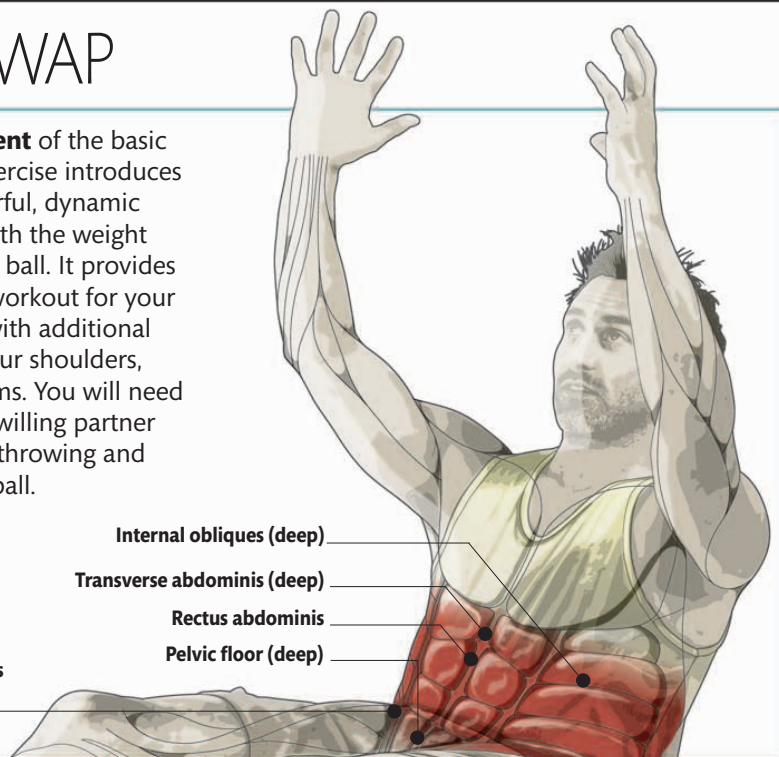 WAP
ent of the basic
ercise introduces
rful, dynamic
th the weight
ball. It provides
workout for your
with additional
ur shoulders,
ms. You will need
willing partner
throwing and
ball.
Internal obliques (deep)
Transverse abdominis (deep)
Rectus abdominis
Pelvic floor (deep)
s